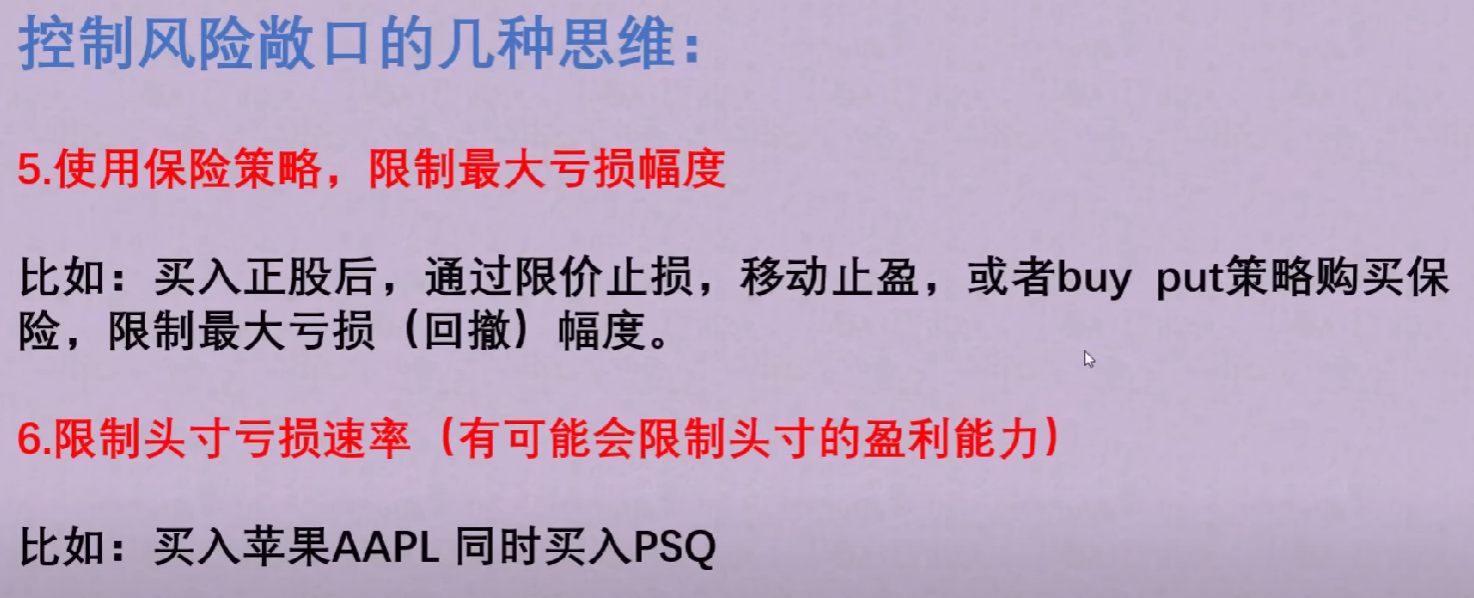 控制风险敞口的几种思维：
5.使用保险策略，限制最大亏损幅度
比如：买入正股后，通过限价止损，移动止盈，或者buy put策略购买保
险，限制最大亏损（回撤）幅度。
6.限制头寸亏损速率（有可能会限制头寸的盈利能力）
比如：买入苹果AAPL 同时买入PSQ